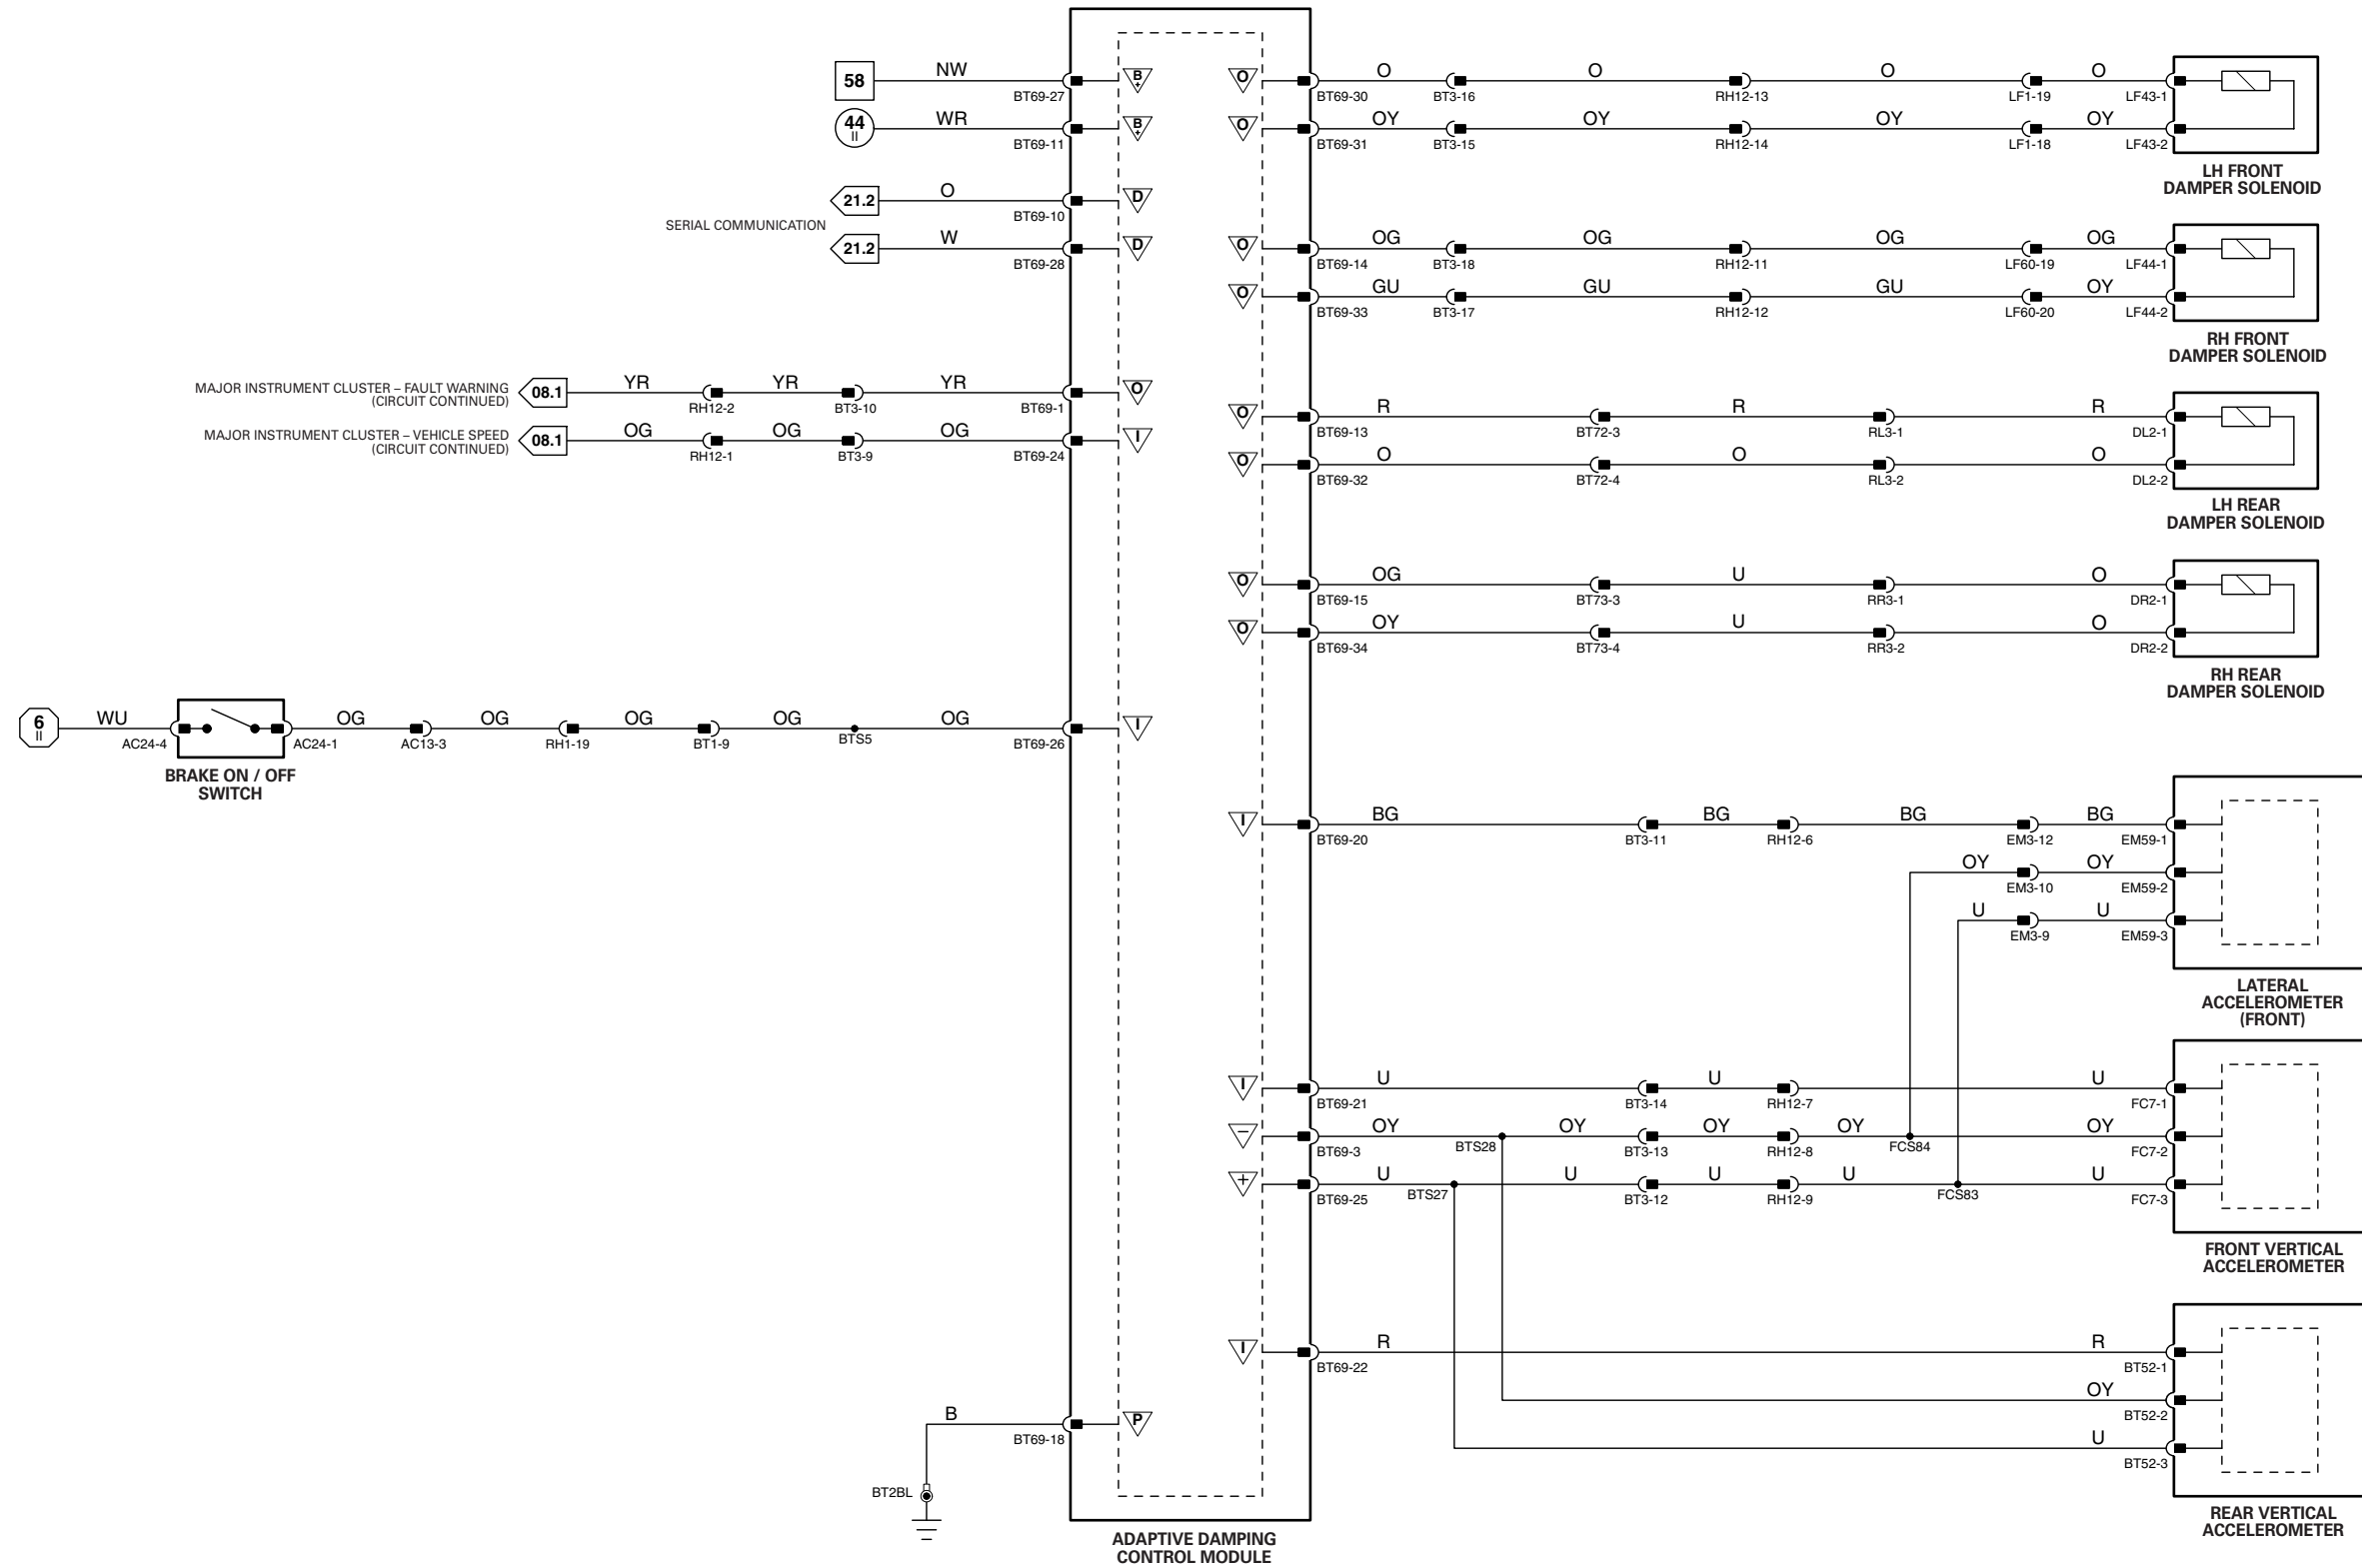 58 NW BT69-27 B+
44 II WR BT69-11 B+
SERIAL COMMUNICATION
21.2 O BT69-10 D
21.2 W BT69-28 D
MAJOR INSTRUMENT CLUSTER – FAULT WARNING
(CIRCUIT CONTINUED)
08.1 YR RH12-2 YR BT3-10 YR BT69-1 O
MAJOR INSTRUMENT CLUSTER – VEHICLE SPEED
(CIRCUIT CONTINUED)
08.1 OG RH12-1 OG BT3-9 OG BT69-24 I
6 II WU AC24-4 AC24-1 OG AC13-3 OG RH1-19 OG BT1-9 OG BTS5 OG BT69-26 I
BRAKE ON / OFF
SWITCH
B BT69-18 P
BT2BL
ADAPTIVE DAMPING
CONTROL MODULE
O BT69-30 O BT3-16 O RH12-13 O LF1-19 O LF43-1
O BT69-31 OY BT3-15 OY RH12-14 OY LF1-18 OY LF43-2
LH FRONT
DAMPER SOLENOID
O BT69-14 OG BT3-18 OG RH12-11 OG LF60-19 OG LF44-1
O BT69-33 GU BT3-17 GU RH12-12 GU LF60-20 OY LF44-2
RH FRONT
DAMPER SOLENOID
O BT69-13 R BT72-3 R RL3-1 R DL2-1
O BT69-32 O BT72-4 O RL3-2 O DL2-2
LH REAR
DAMPER SOLENOID
O BT69-15 OG BT73-3 U RR3-1 O DR2-1
O BT69-34 OY BT73-4 U RR3-2 O DR2-2
RH REAR
DAMPER SOLENOID
I BT69-20 BG BT3-11 BG RH12-6 BG EM3-12 BG EM59-1
OY EM3-10 OY EM59-2
U EM3-9 U EM59-3
LATERAL
ACCELEROMETER
(FRONT)
I BT69-21 U BT3-14 U RH12-7 U FC7-1
– BT69-3 OY BTS28 OY BT3-13 OY RH12-8 OY FCS84 OY FC7-2
+ BT69-25 U BTS27 U BT3-12 U RH12-9 U FCS83 U FC7-3
FRONT VERTICAL
ACCELEROMETER
I BT69-22 R R BT52-1
OY BT52-2
U BT52-3
REAR VERTICAL
ACCELEROMETER